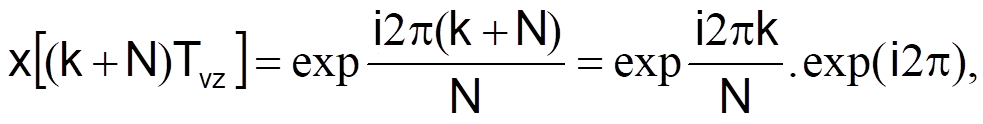 x[(k+N)T_vz] = exp i2π(k+N)/N = exp i2πk/N .exp(i2π),